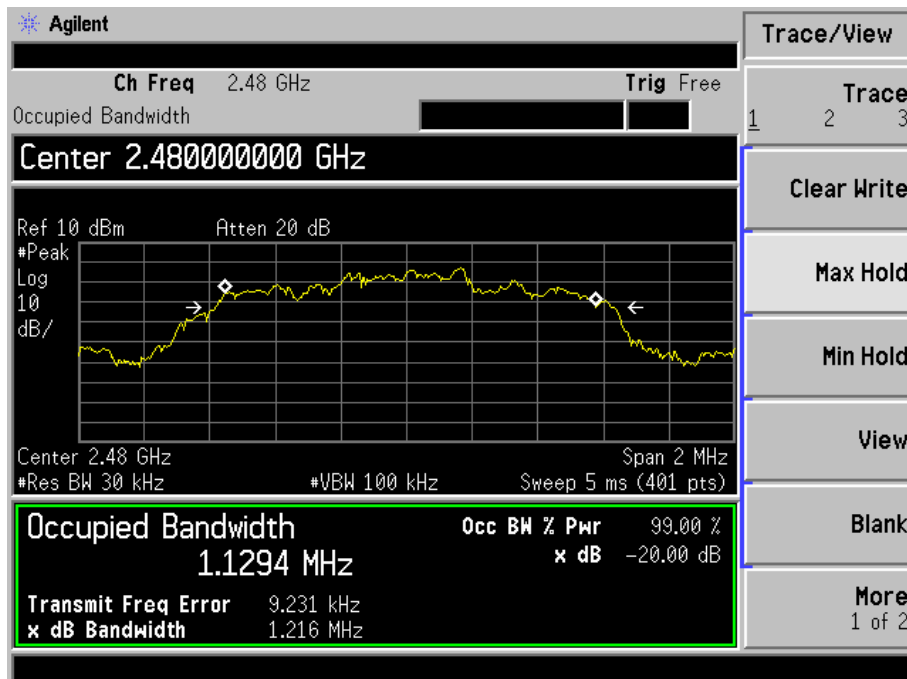 Agilent
Trace/View
Ch Freq 2.48 GHz Trig Free
Occupied Bandwidth
Trace
1 2 3
Center 2.480000000 GHz
Clear Write
Ref 10 dBm Atten 20 dB
#Peak
Log
10
dB/
Max Hold
Min Hold
View
Center 2.48 GHz Span 2 MHz
#Res BW 30 kHz #VBW 100 kHz Sweep 5 ms (401 pts)
Occupied Bandwidth
1.1294 MHz
Occ BW % Pwr 99.00 %
x dB -20.00 dB
Blank
Transmit Freq Error 9.231 kHz
x dB Bandwidth 1.216 MHz
More
1 of 2